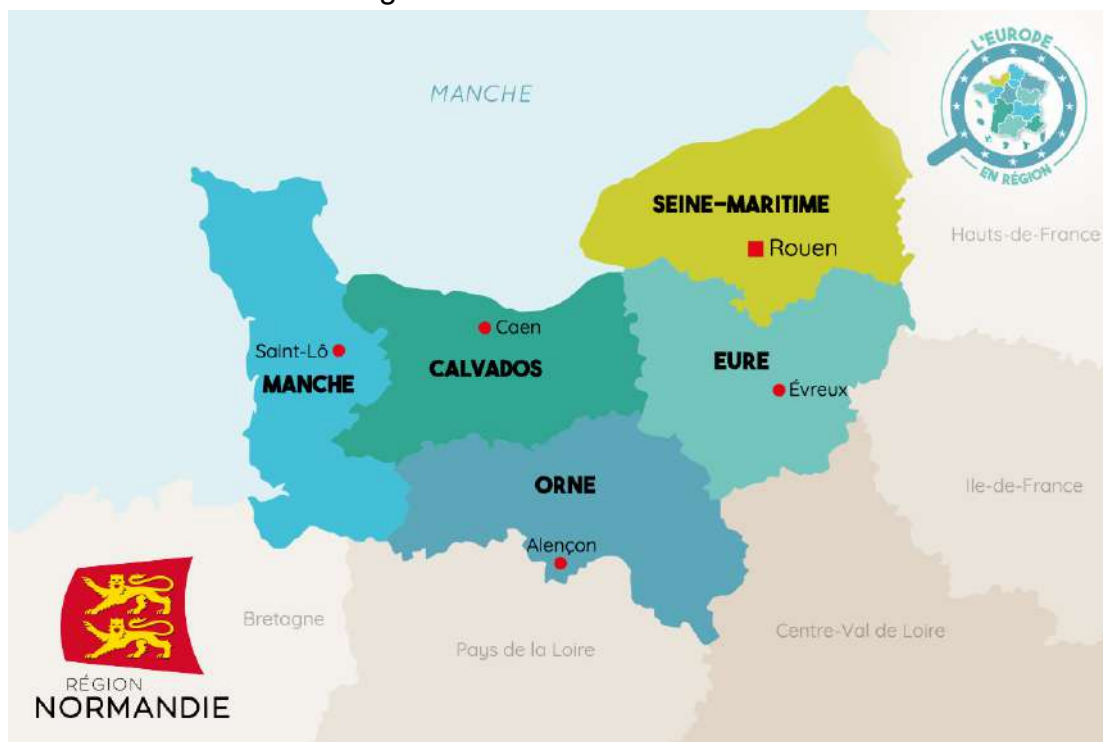 g
MANCHE
L'EUROPE
EN RÉGION
SEINE-MARITIME
Rouen
Hauts-de-France
Caen
Saint-Lô
MANCHE
CALVADOS
EURE
Évreux
ORNE
Ile-de-France
Alençon
Bretagne
Pays de la Loire
Centre-Val de Loire
RÉGION
NORMANDIE